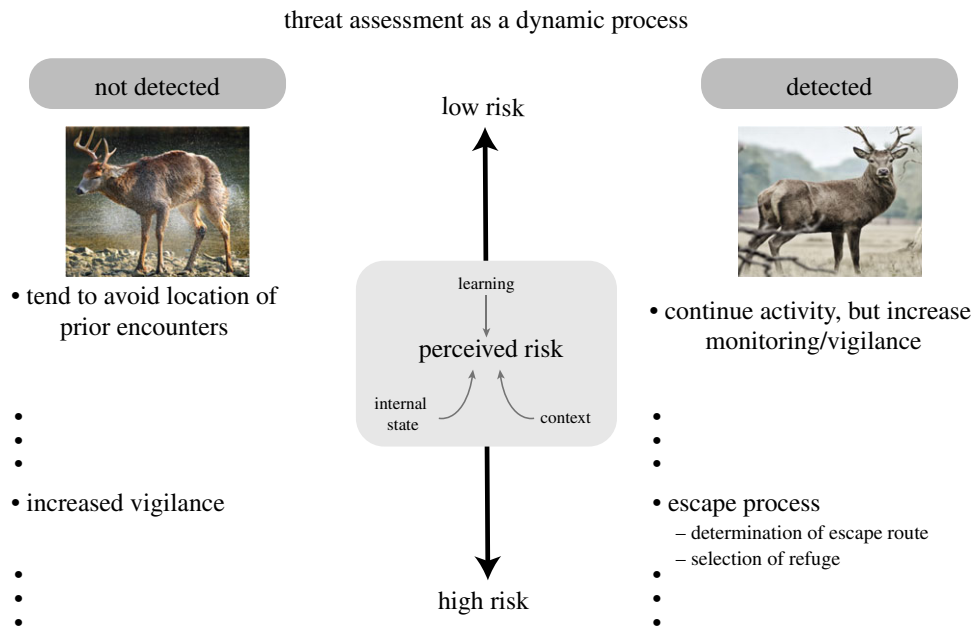 threat assessment as a dynamic process
not detected
• tend to avoid location of
prior encounters
•
•
•
• increased vigilance
•
•
•
low risk
learning
perceived risk
internal
state
context
high risk
detected
• continue activity, but increase
monitoring/vigilance
•
•
•
• escape process
– determination of escape route
– selection of refuge
•
•
•